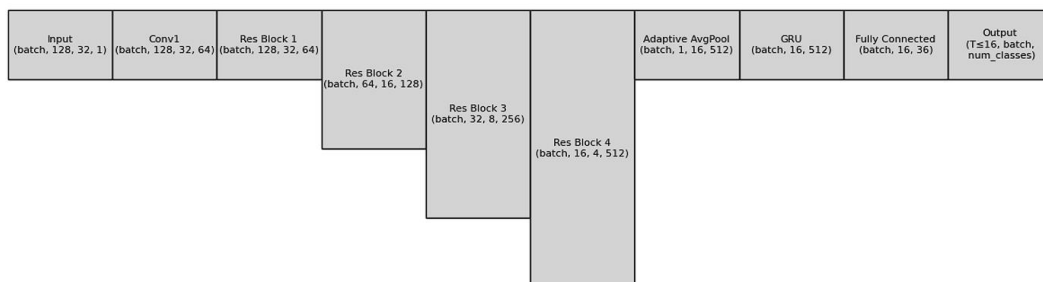 Input
(batch, 128, 32, 1)
Conv1
(batch, 128, 32, 64)
Res Block 1
(batch, 128, 32, 64)
Res Block 2
(batch, 64, 16, 128)
Res Block 3
(batch, 32, 8, 256)
Res Block 4
(batch, 16, 4, 512)
Adaptive AvgPool
(batch, 1, 16, 512)
GRU
(batch, 16, 512)
Fully Connected
(batch, 16, 36)
Output
(T≤16, batch,
num_classes)